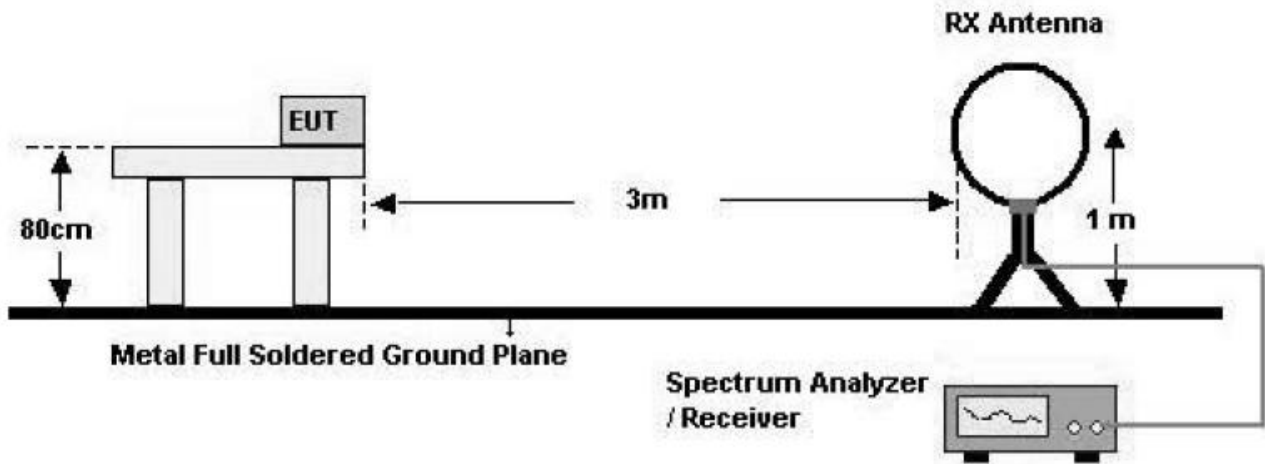 RX Antenna
EUT
80cm
3m
1 m
Metal Full Soldered Ground Plane
Spectrum Analyzer
/ Receiver